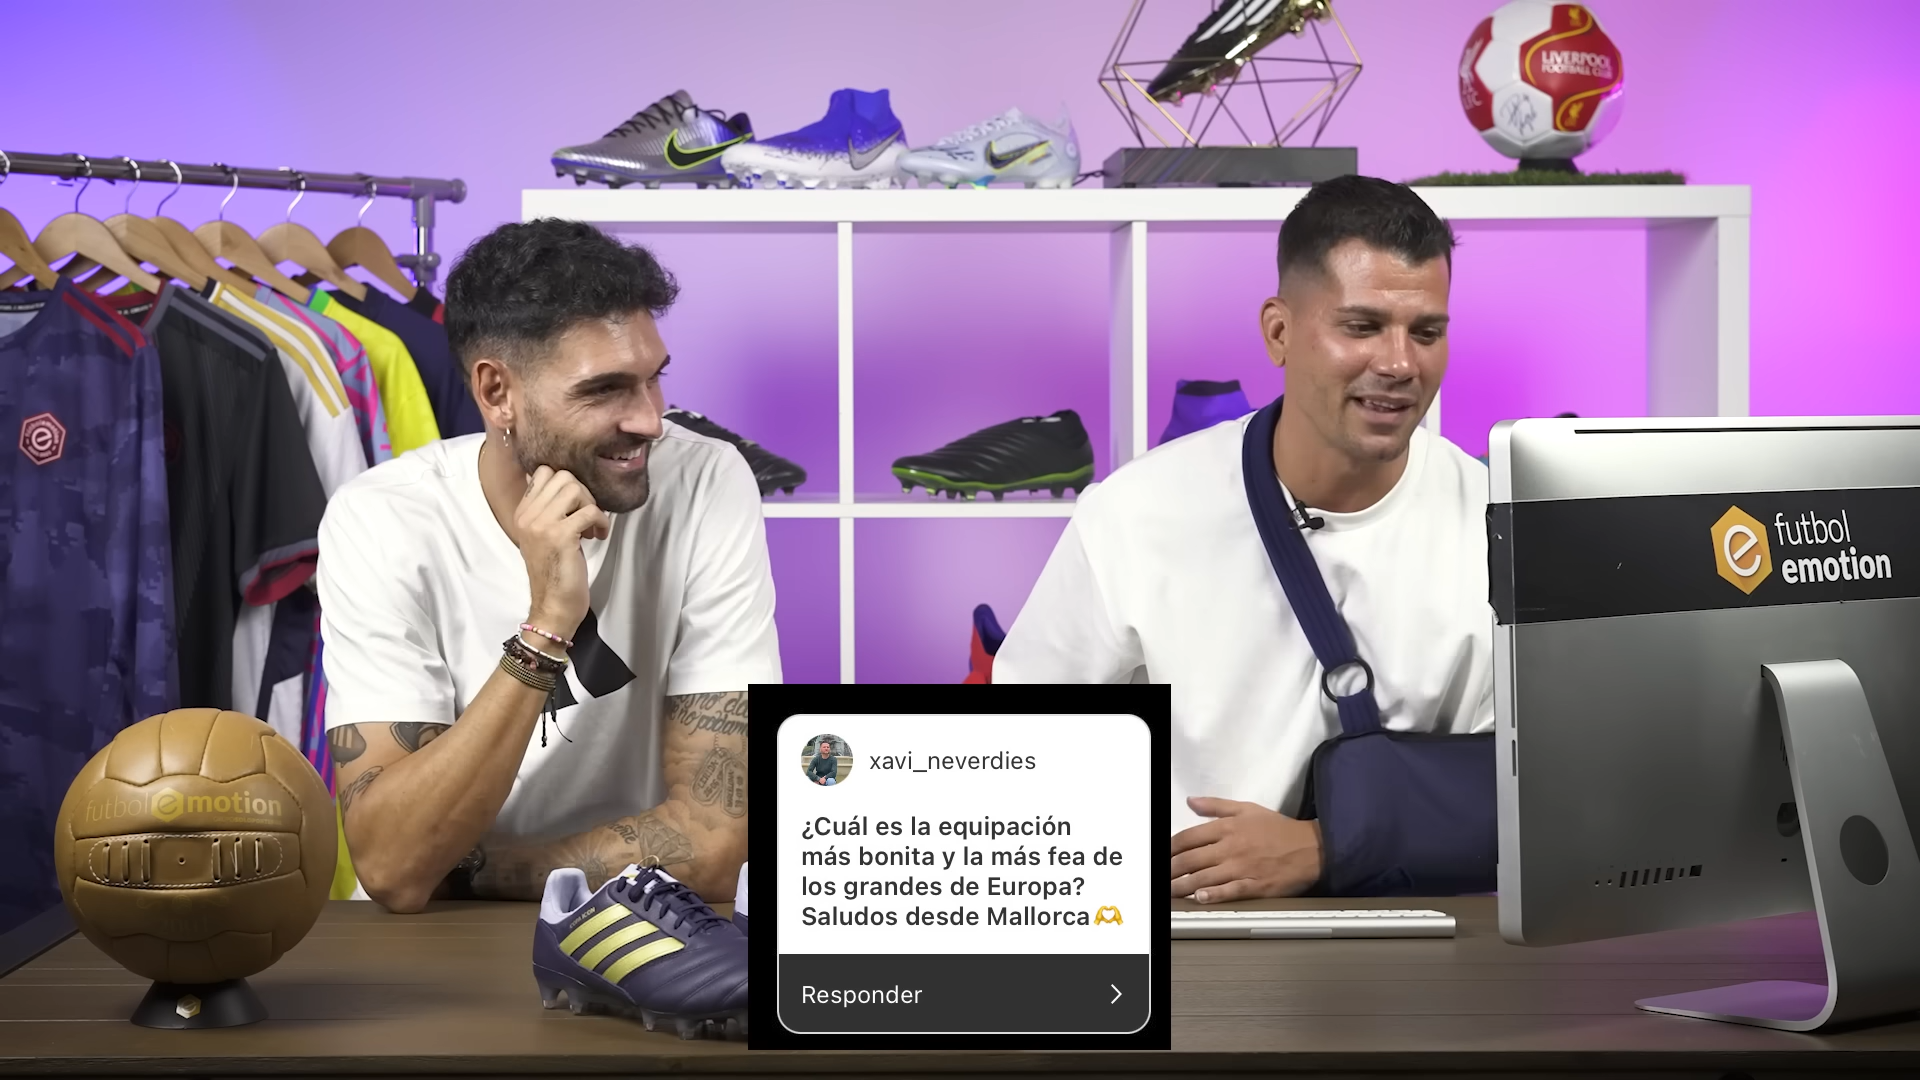 LIVERPOOL
FOOTBALL CLUB
futbol
emotion
futbol emotion
xavi_neverdies
¿Cuál es la equipación
más bonita y la más fea de
los grandes de Europa?
Saludos desde Mallorca🫶
Responder